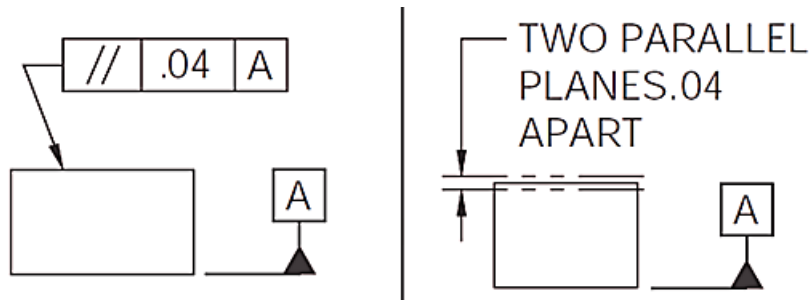 // .04 A
A
TWO PARALLEL
PLANES.04
APART
A